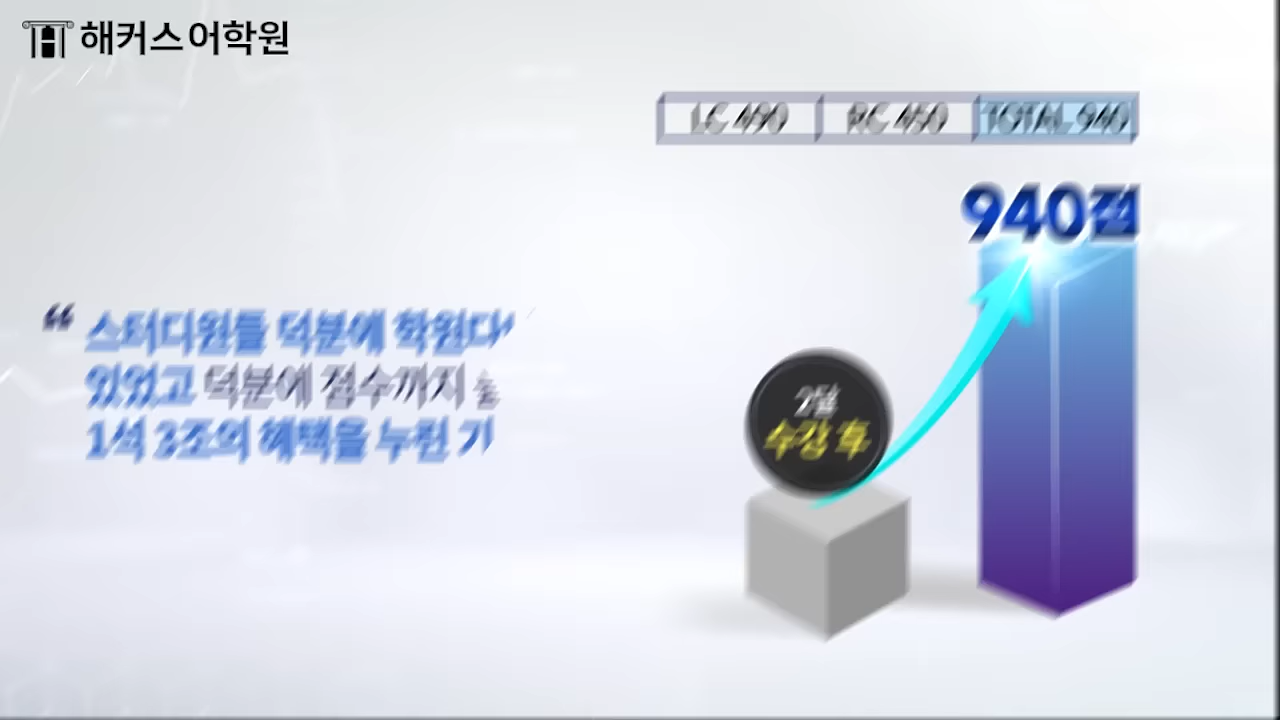 해커스어학원
LC 490 RC 450 TOTAL 940
940점
“ 스터디원들 덕분에 학원다
있었고 덕분에 점수까지
1석 3조의 혜택을 누린 기
2달
수강 후